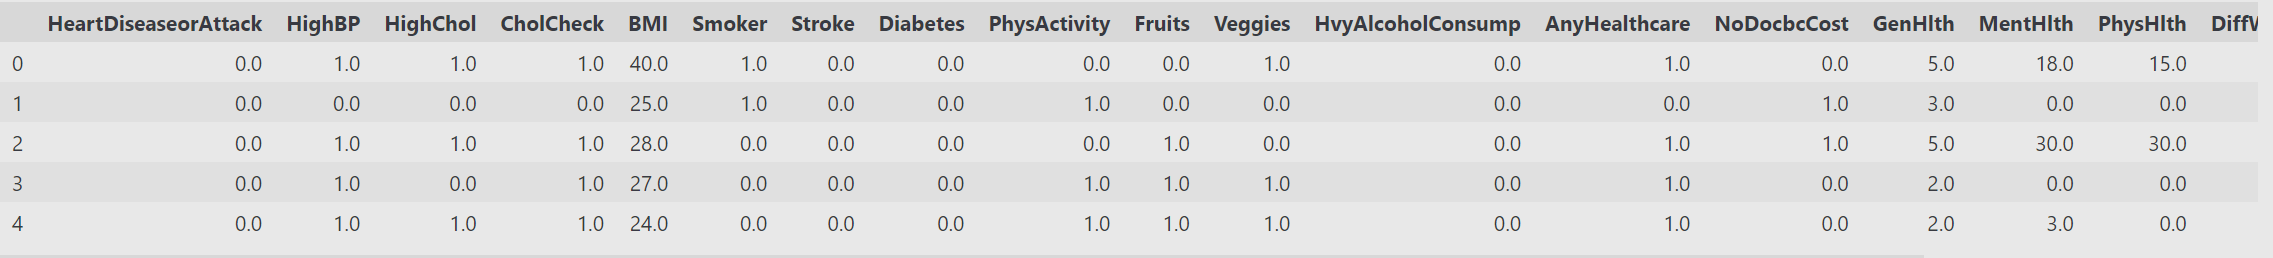 HeartDiseaseorAttack HighBP HighChol CholCheck BMI Smoker Stroke Diabetes PhysActivity Fruits Veggies HvyAlcoholConsump AnyHealthcare NoDocbcCost GenHlth MentHlth PhysHlth DiffW
0 0.0 1.0 1.0 1.0 40.0 1.0 0.0 0.0 0.0 0.0 1.0 0.0 1.0 0.0 5.0 18.0 15.0
1 0.0 0.0 0.0 0.0 25.0 1.0 0.0 0.0 1.0 0.0 0.0 0.0 0.0 1.0 3.0 0.0 0.0
2 0.0 1.0 1.0 1.0 28.0 0.0 0.0 0.0 0.0 1.0 0.0 0.0 1.0 1.0 5.0 30.0 30.0
3 0.0 1.0 0.0 1.0 27.0 0.0 0.0 0.0 1.0 1.0 1.0 0.0 1.0 0.0 2.0 0.0 0.0
4 0.0 1.0 1.0 1.0 24.0 0.0 0.0 0.0 1.0 1.0 1.0 0.0 1.0 0.0 2.0 3.0 0.0